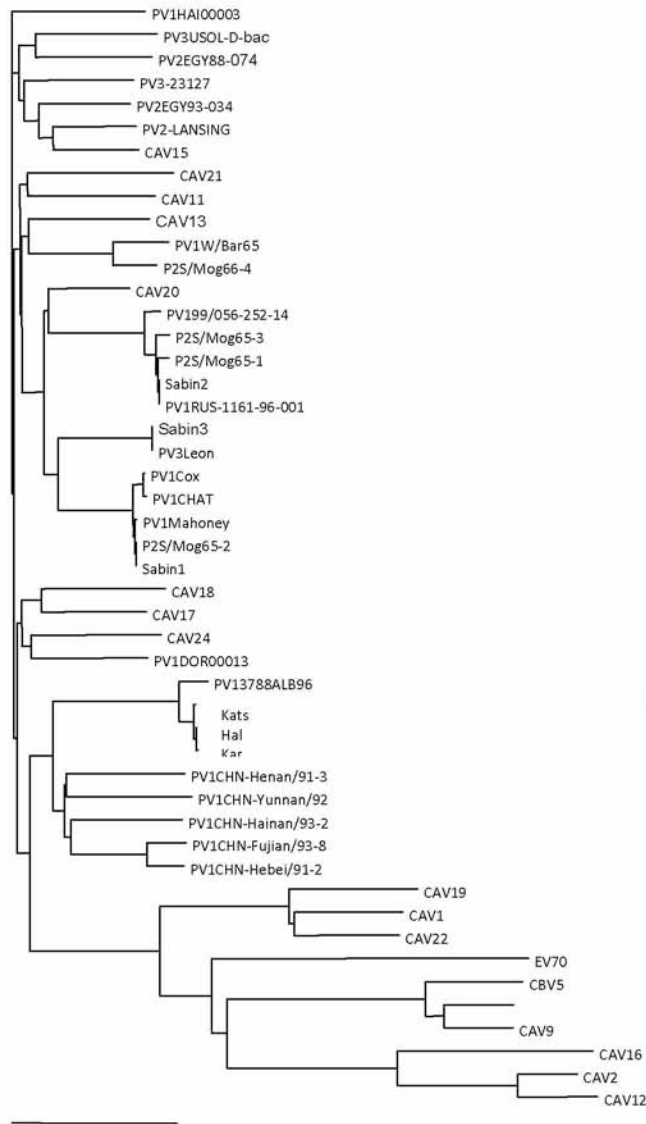 PV1HAI00003
PV3USOL-D-bac
PV2EGY88-074
PV3-23127
PV2EGY93-034
PV2-LANSING
CAV15
CAV21
CAV11
CAV13
PV1W/Bar65
P2S/Mog66-4
CAV20
PV199/056-252-14
P2S/Mog65-3
P2S/Mog65-1
Sabin2
PV1RUS-1161-96-001
Sabin3
PV3Leon
PV1Cox
PV1CHAT
PV1Mahoney
P2S/Mog65-2
Sabin1
CAV18
CAV17
CAV24
PV1DOR00013
PV13788ALB96
Kats
Hal
Kar
PV1CHN-Henan/91-3
PV1CHN-Yunnan/92
PV1CHN-Hainan/93-2
PV1CHN-Fujian/93-8
PV1CHN-Hebei/91-2
CAV19
CAV1
CAV22
EV70
CBV5
CAV9
CAV16
CAV2
CAV12